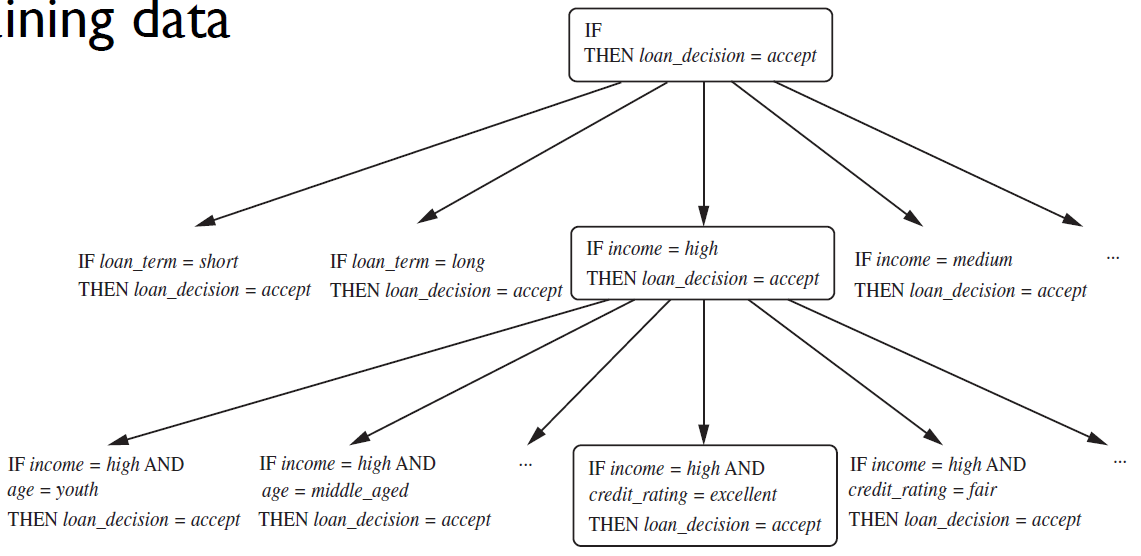 ining data
IF
THEN loan_decision = accept
IF loan_term = short
THEN loan_decision = accept
IF loan_term = long
THEN loan_decision = accept
IF income = high
THEN loan_decision = accept
IF income = medium
THEN loan_decision = accept
...
IF income = high AND
age = youth
THEN loan_decision = accept
IF income = high AND
age = middle_aged
THEN loan_decision = accept
...
IF income = high AND
credit_rating = excellent
THEN loan_decision = accept
IF income = high AND
credit_rating = fair
THEN loan_decision = accept
...